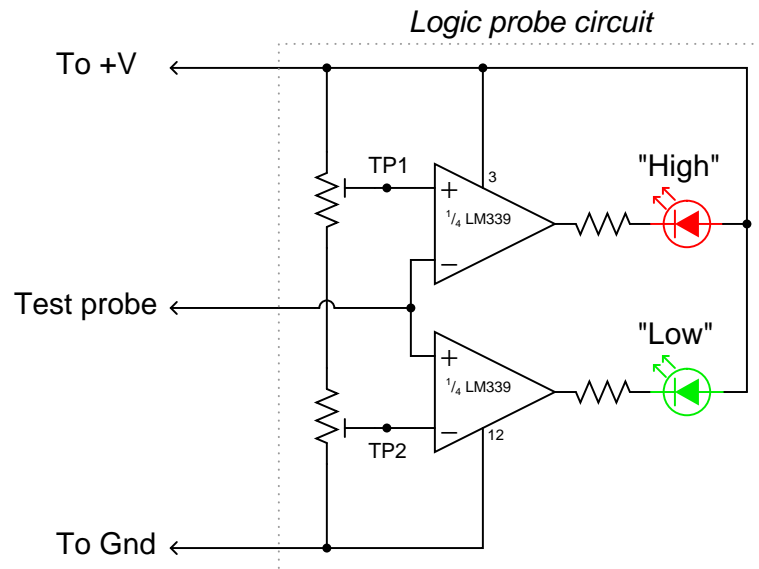 Logic probe circuit
To +V
TP1
3
"High"
+
1/4 LM339
−
Test probe
"Low"
+
1/4 LM339
−
TP2
12
To Gnd